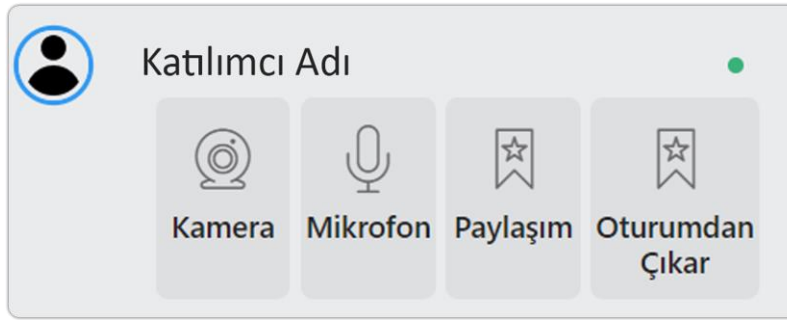 Katılımcı Adı
Kamera
Mikrofon
Paylaşım
Oturumdan
Çıkar